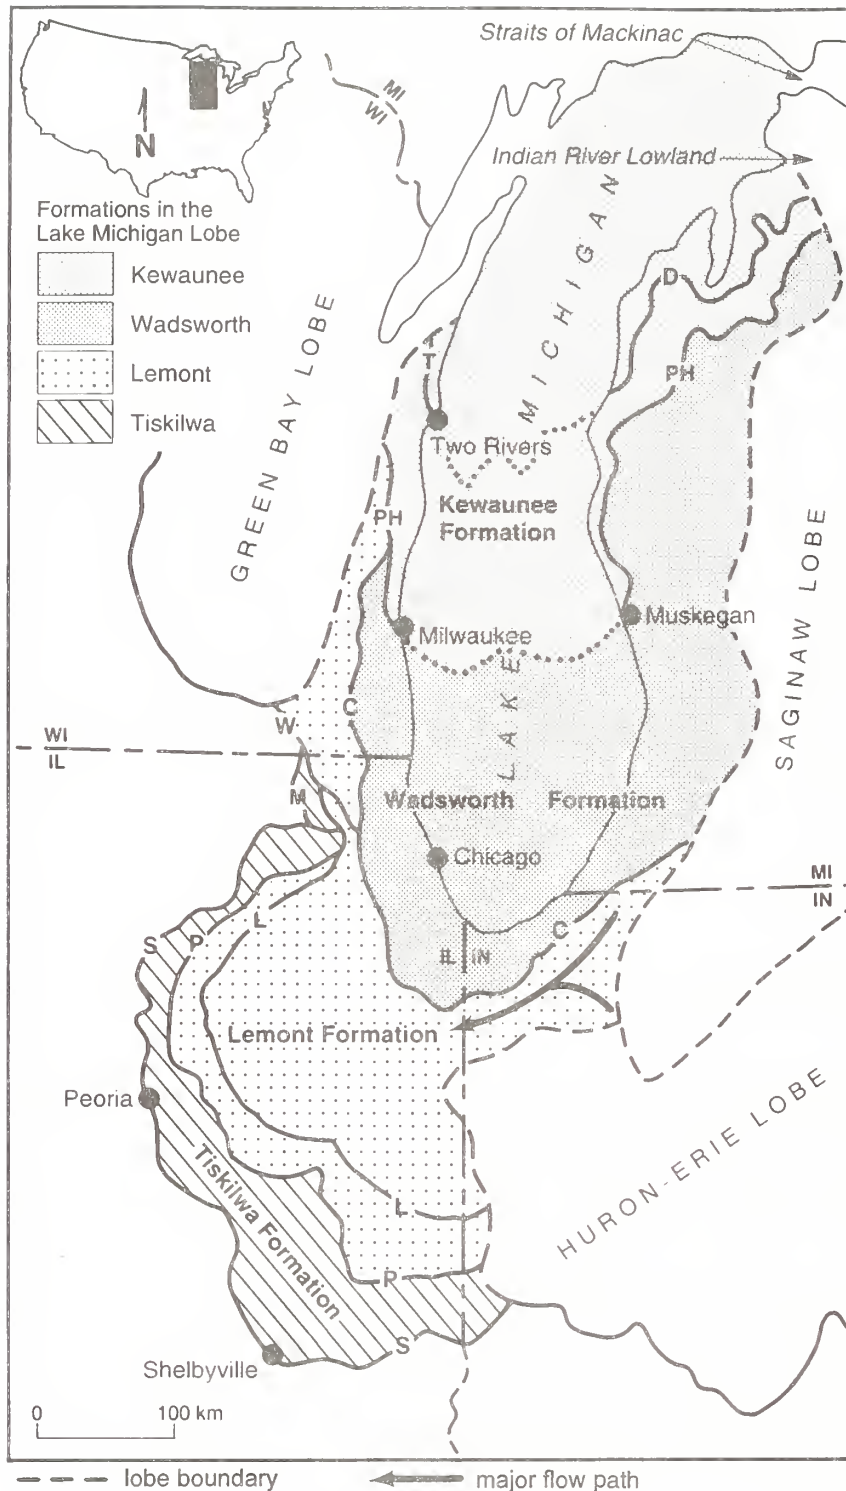 Straits of Mackinac
MI
WI
N
Indian River Lowland
Formations in the
Lake Michigan Lobe
Kewaunee
Wadsworth
Lemont
Tiskilwa
GREEN BAY LOBE
LAKE MICHIGAN
SAGINAW LOBE
HURON-ERIE LOBE
D
T
T
PH
Two Rivers
Kewaunee
Formation
PH
Milwaukee
Muskegan
C
W
WI
IL
M
Wadsworth Formation
Chicago
MI
IN
L
C
S
P
IL
IN
Lemont Formation
Peoria
Tiskilwa Formation
L
P
S
Shelbyville
0 100 km
lobe boundary
major flow path